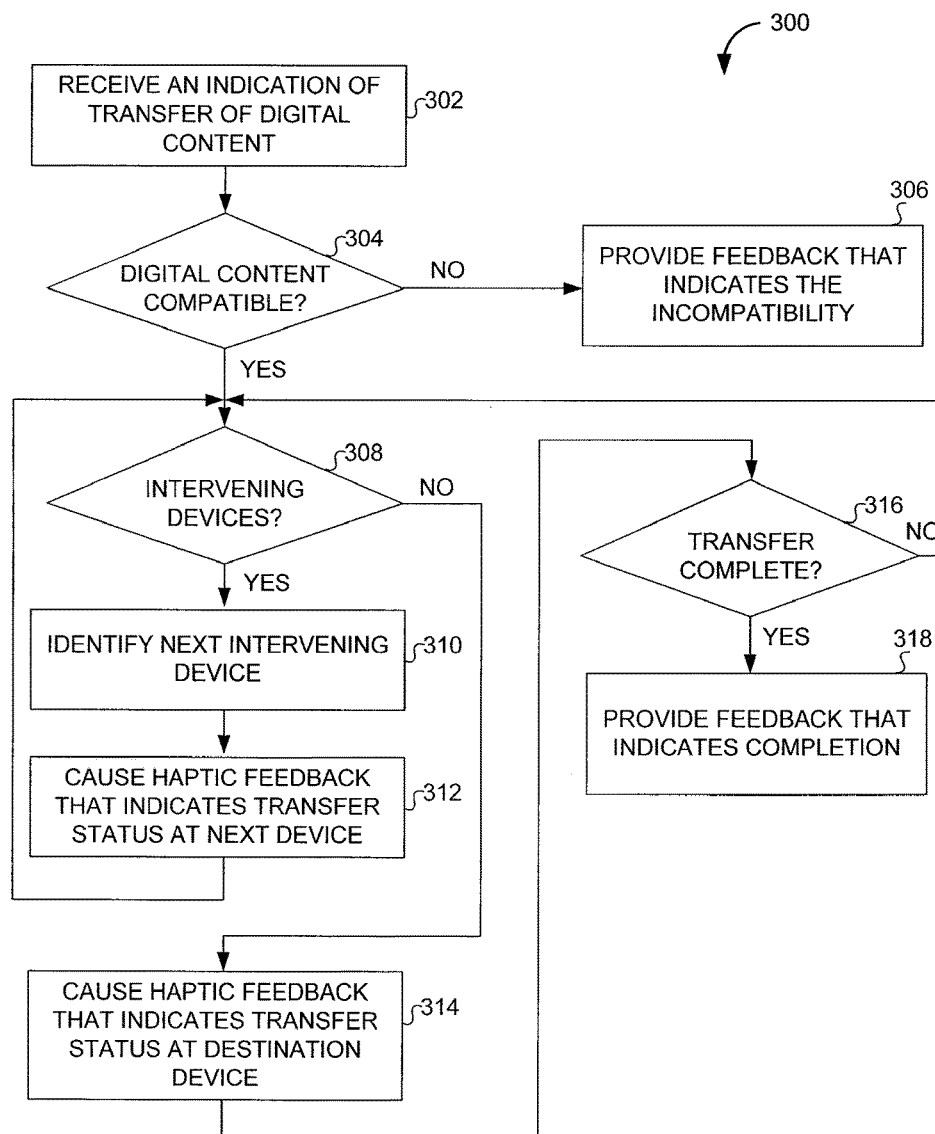 300
RECEIVE AN INDICATION OF
TRANSFER OF DIGITAL
CONTENT
302
304
DIGITAL CONTENT
COMPATIBLE?
NO
306
PROVIDE FEEDBACK THAT
INDICATES THE
INCOMPATIBILITY
YES
308
INTERVENING
DEVICES?
NO
YES
IDENTIFY NEXT INTERVENING
DEVICE
310
CAUSE HAPTIC FEEDBACK
THAT INDICATES TRANSFER
STATUS AT NEXT DEVICE
312
CAUSE HAPTIC FEEDBACK
THAT INDICATES TRANSFER
STATUS AT DESTINATION
DEVICE
314
316
TRANSFER
COMPLETE?
NO
YES
318
PROVIDE FEEDBACK THAT
INDICATES COMPLETION